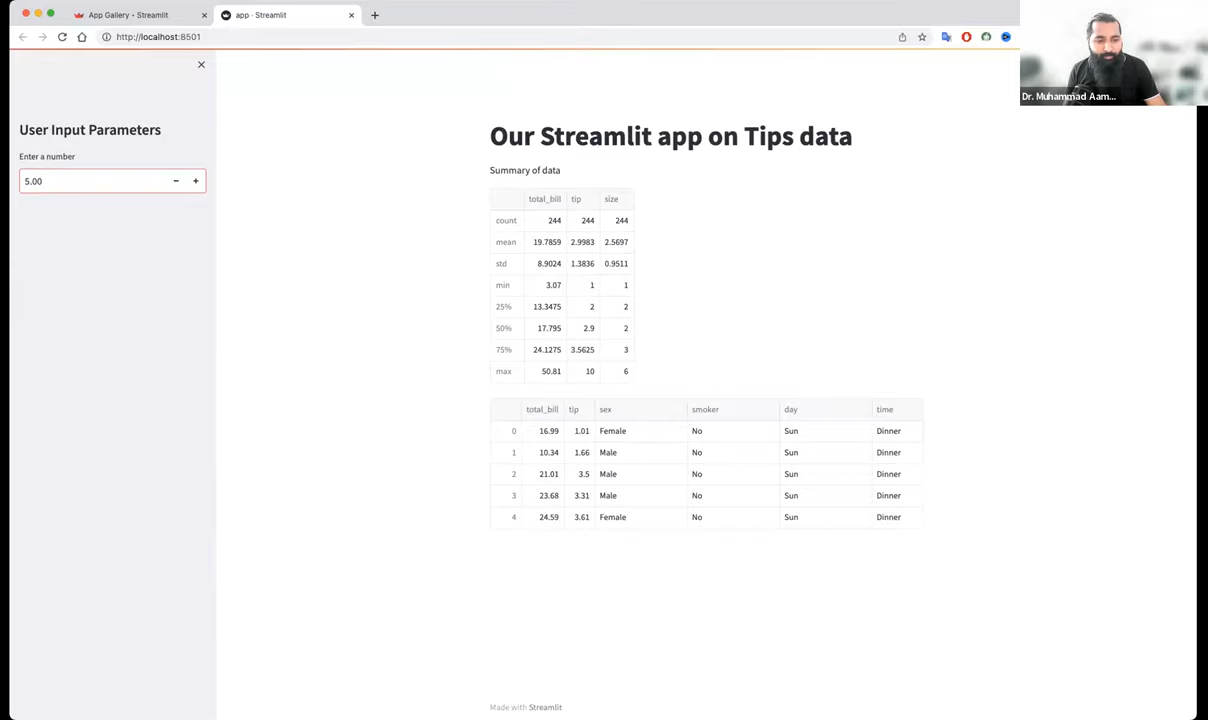 App Gallery • Streamlit
app · Streamlit
http://localhost:8501
Dr. Muhammad Aam...
User Input Parameters
Enter a number
5.00
Our Streamlit app on Tips data
Summary of data
total_bill tip size
count 244 244 244
mean 19.7859 2.9983 2.5697
std 8.9024 1.3836 0.9511
min 3.07 1 1
25% 13.3475 2 2
50% 17.795 2.9 2
75% 24.1275 3.5625 3
max 50.81 10 6
total_bill tip sex smoker day time
0 16.99 1.01 Female No Sun Dinner
1 10.34 1.66 Male No Sun Dinner
2 21.01 3.5 Male No Sun Dinner
3 23.68 3.31 Male No Sun Dinner
4 24.59 3.61 Female No Sun Dinner
Made with Streamlit